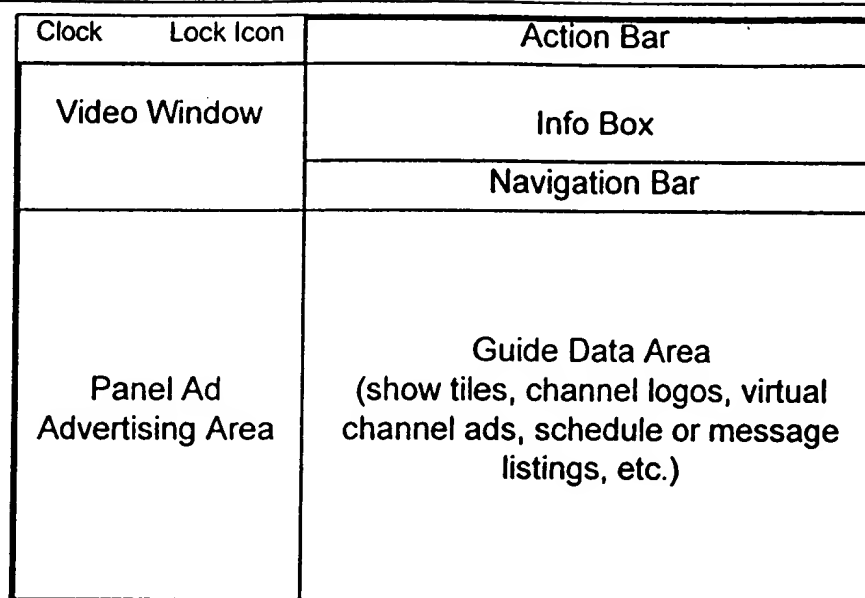 Clock Lock Icon
Action Bar
Video Window
Info Box
Navigation Bar
Panel Ad
Advertising Area
Guide Data Area
(show tiles, channel logos, virtual
channel ads, schedule or message
listings, etc.)